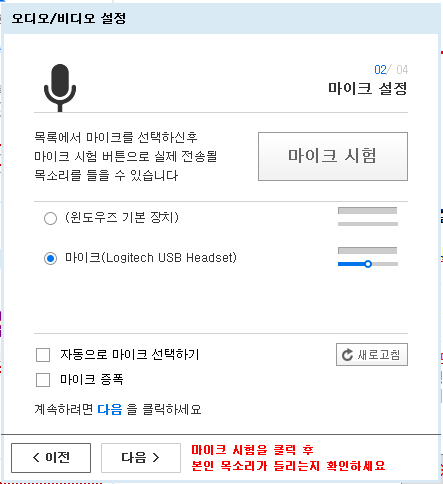 오디오/비디오 설정
02/ 04
마이크 설정
목록에서 마이크를 선택하신후
마이크 시험 버튼으로 실제 전송될
목소리를 들을 수 있습니다
마이크 시험
(윈도우즈 기본 장치)
마이크(Logitech USB Headset)
자동으로 마이크 선택하기
새로고침
마이크 증폭
계속하려면 다음 을 클릭하세요
< 이전
다음 >
마이크 시험을 클릭 후
본인 목소리가 들리는지 확인하세요